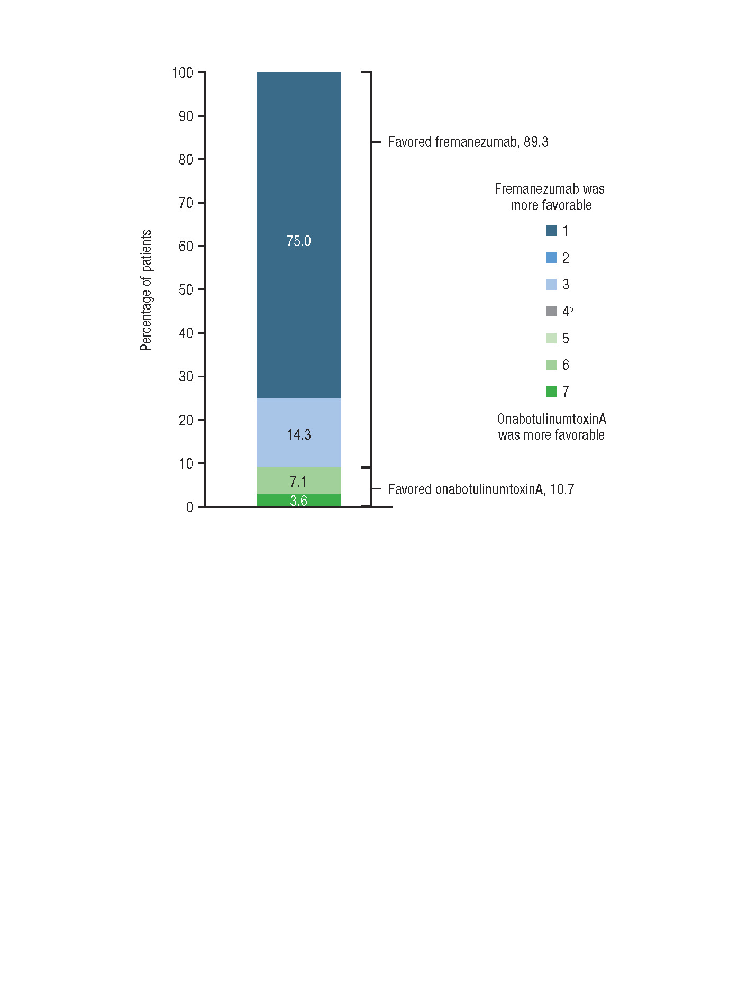 100
90
80
70
60
50
40
30
20
10
0
Percentage of patients
75.0
14.3
7.1
3.6
Favored fremanezumab, 89.3
Favored onabotulinumtoxinA, 10.7
Fremanezumab was
more favorable
1
2
3
4ᵇ
5
6
7
OnabotulinumtoxinA
was more favorable